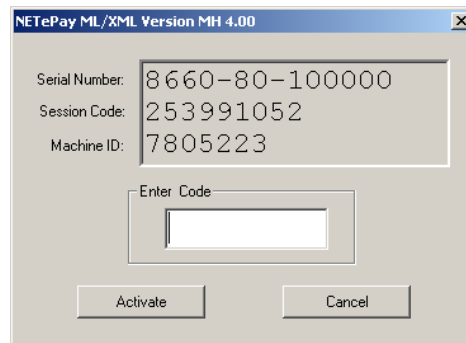 NETePay ML/XML Version MH 4.00
Serial Number: 8660-80-100000
Session Code: 253991052
Machine ID: 7805223
Enter Code
Activate Cancel